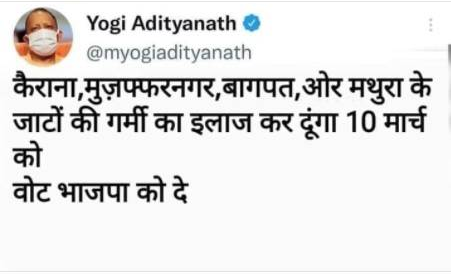 Yogi Adityanath
@myogiadityanath
कैराना,मुज़फ्फरनगर,बागपत,ओर मथुरा के
जाटों की गर्मी का इलाज कर दूंगा 10 मार्च
को
वोट भाजपा को दे